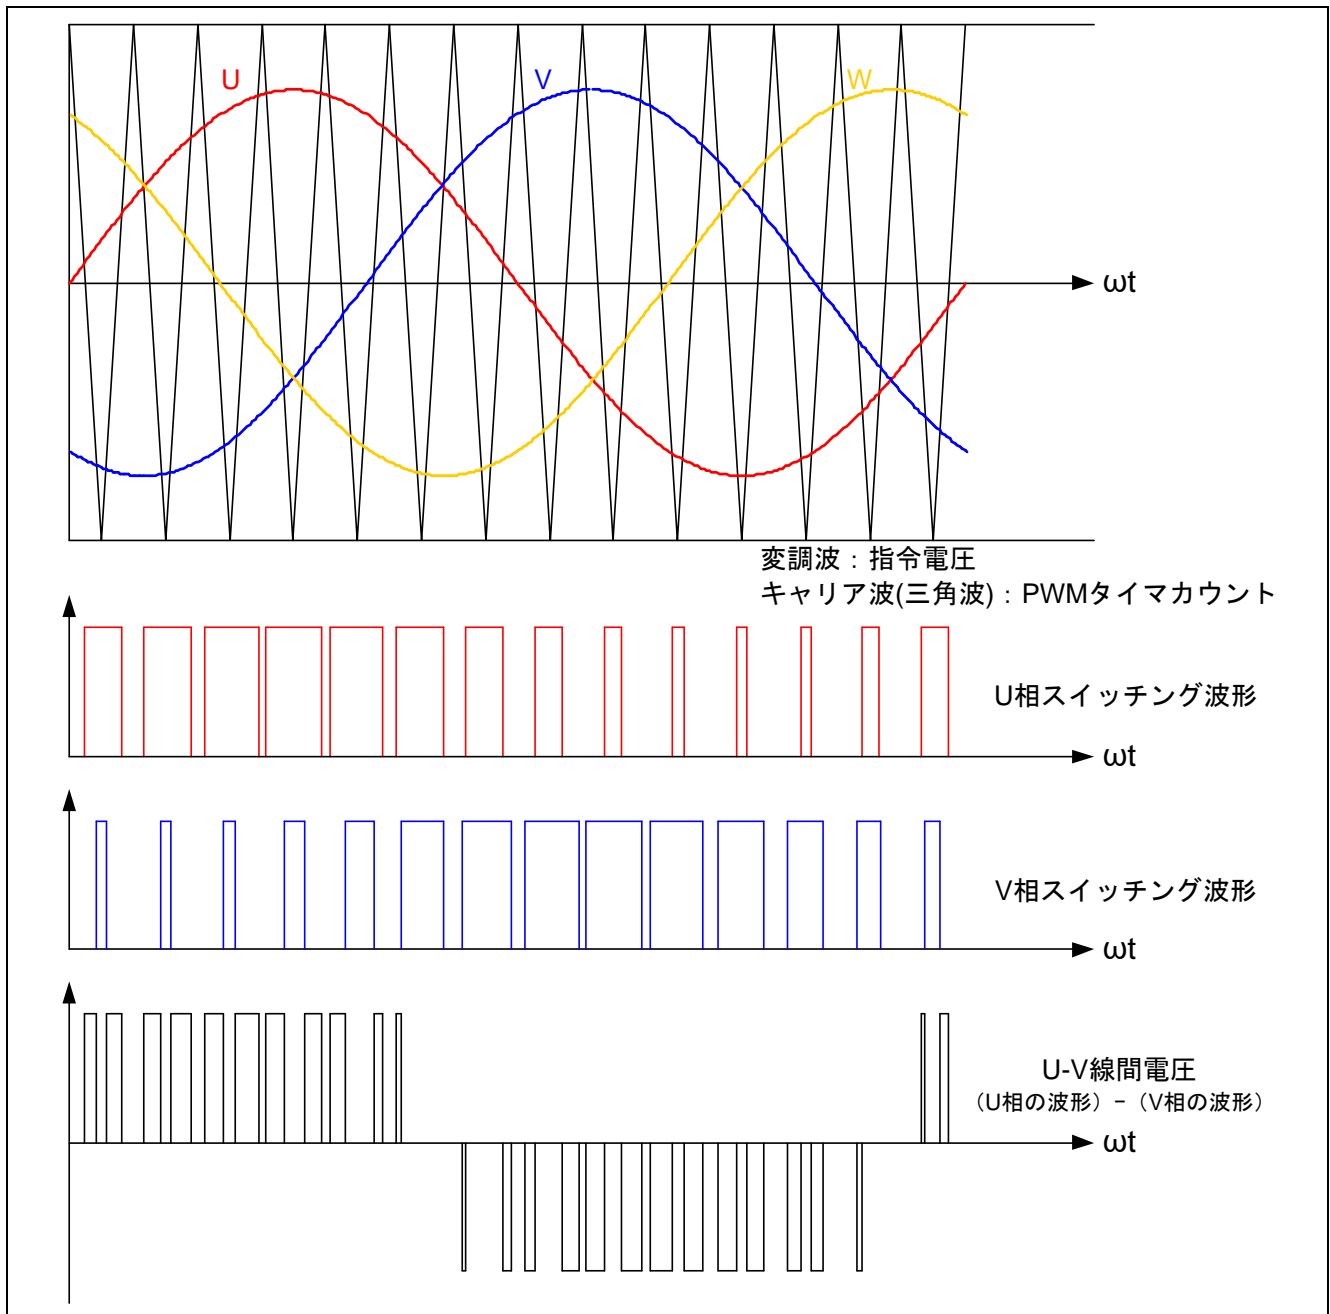 U
V
W
ωt
変調波：指令電圧
キャリア波(三角波)：PWMタイマカウント
U相スイッチング波形
ωt
V相スイッチング波形
ωt
U-V線間電圧
（U相の波形）－（V相の波形）
ωt